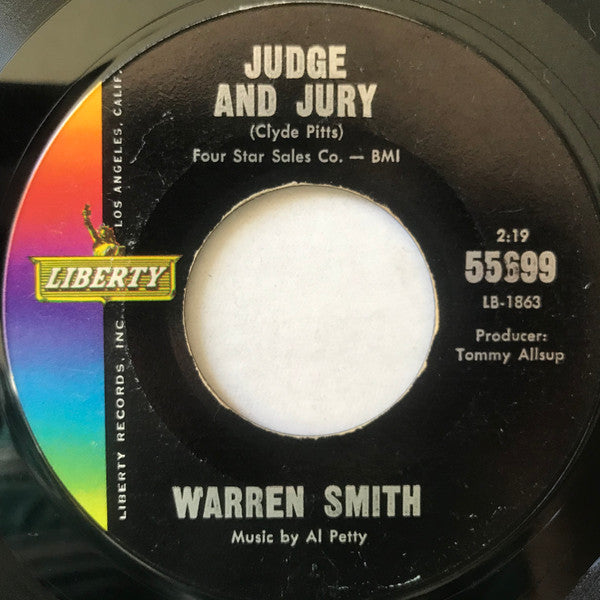 JUDGE
AND JURY
(Clyde Pitts)
Four Star Sales Co. — BMI
LIBERTY
LIBERTY RECORDS, INC. LOS ANGELES, CALIF.
2:19
55699
LB-1863
Producer:
Tommy Allsup
WARREN SMITH
Music by Al Petty